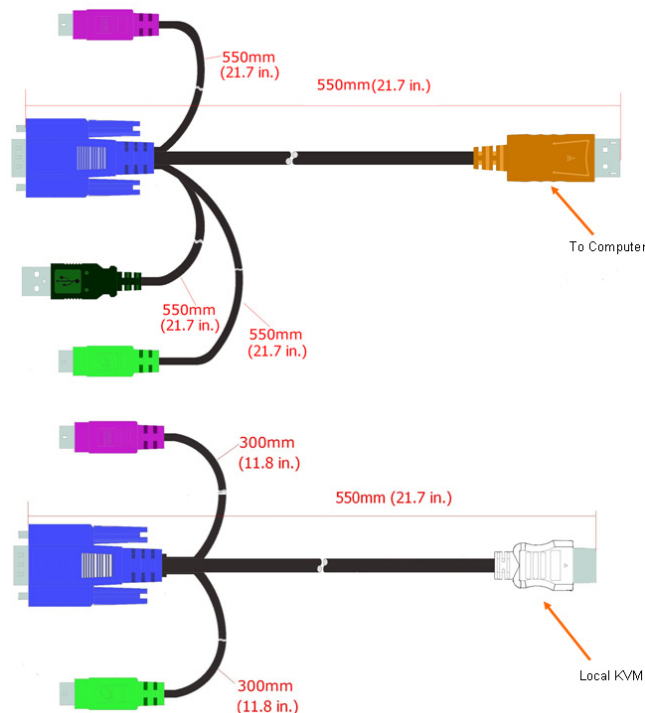 550mm
(21.7 in.)
550mm(21.7 in.)
To Computer
550mm
(21.7 in.)
550mm
(21.7 in.)
300mm
(11.8 in.)
550mm (21.7 in.)
Local KVM
300mm
(11.8 in.)